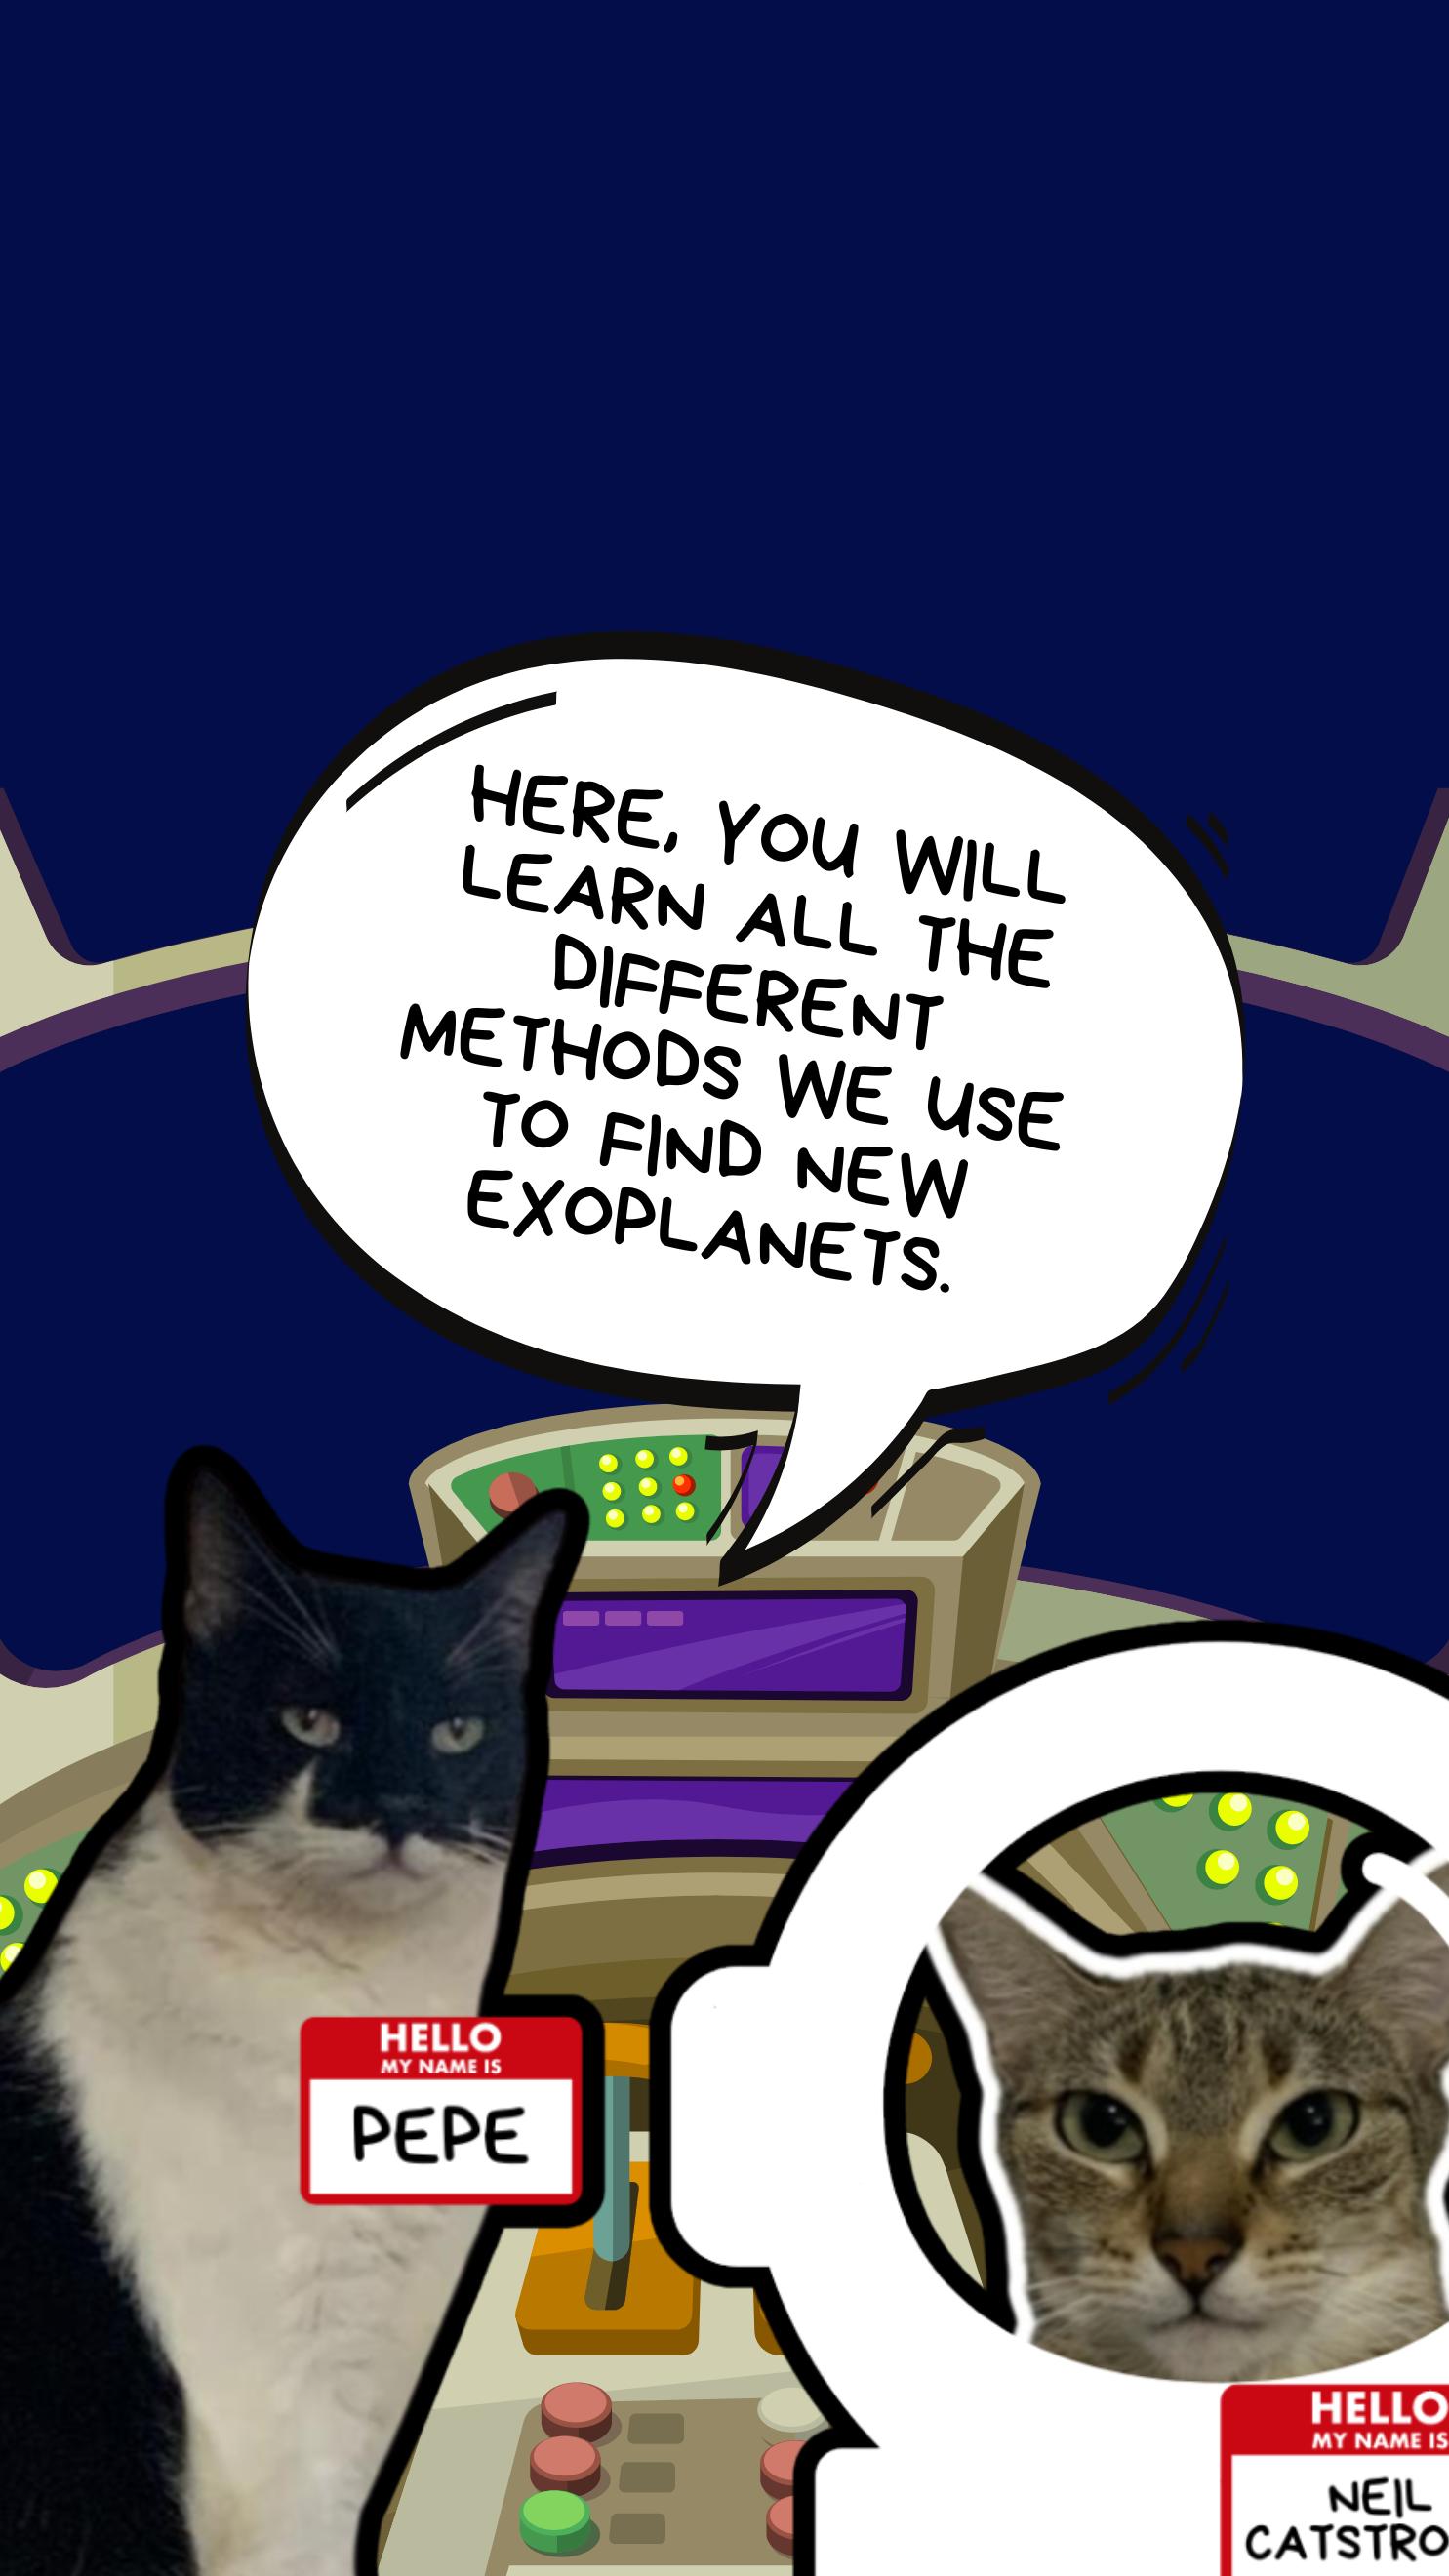 HERE, YOU WILL
LEARN ALL THE
DIFFERENT
METHODS WE USE
TO FIND NEW
EXOPLANETS.
HELLO
MY NAME IS
PEPE
HELLO
MY NAME IS
NEIL
CATSTRO